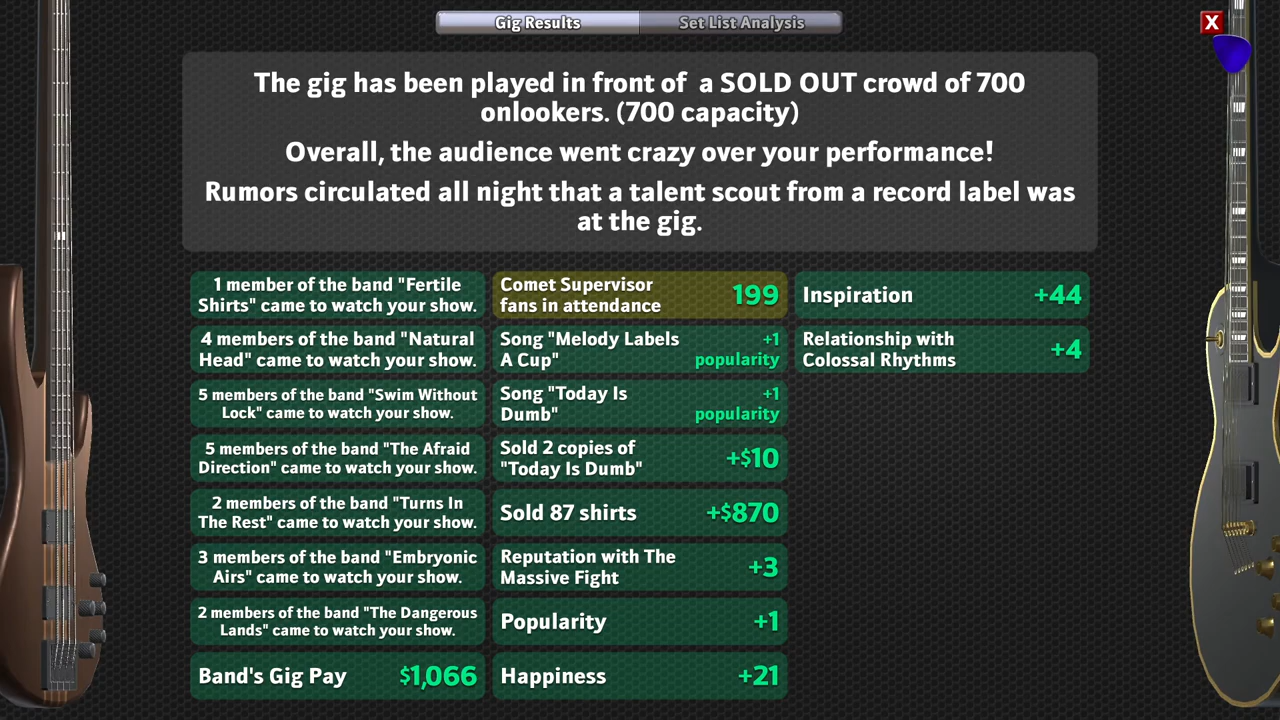 Gig Results
Set List Analysis
X
The gig has been played in front of  a SOLD OUT crowd of 700
onlookers. (700 capacity)
Overall, the audience went crazy over your performance!
Rumors circulated all night that a talent scout from a record label was
at the gig.
1 member of the band "Fertile
Shirts" came to watch your show.
4 members of the band "Natural
Head" came to watch your show.
5 members of the band "Swim Without
Lock" came to watch your show.
5 members of the band "The Afraid
Direction" came to watch your show.
2 members of the band "Turns In
The Rest" came to watch your show.
3 members of the band "Embryonic
Airs" came to watch your show.
2 members of the band "The Dangerous
Lands" came to watch your show.
Band's Gig Pay $1,066
Comet Supervisor
fans in attendance
199
Song "Melody Labels
A Cup"
+1
popularity
Song "Today Is
Dumb"
+1
popularity
Sold 2 copies of
"Today Is Dumb"
+$10
Sold 87 shirts +$870
Reputation with The
Massive Fight
+3
Popularity +1
Happiness +21
Inspiration +44
Relationship with
Colossal Rhythms
+4